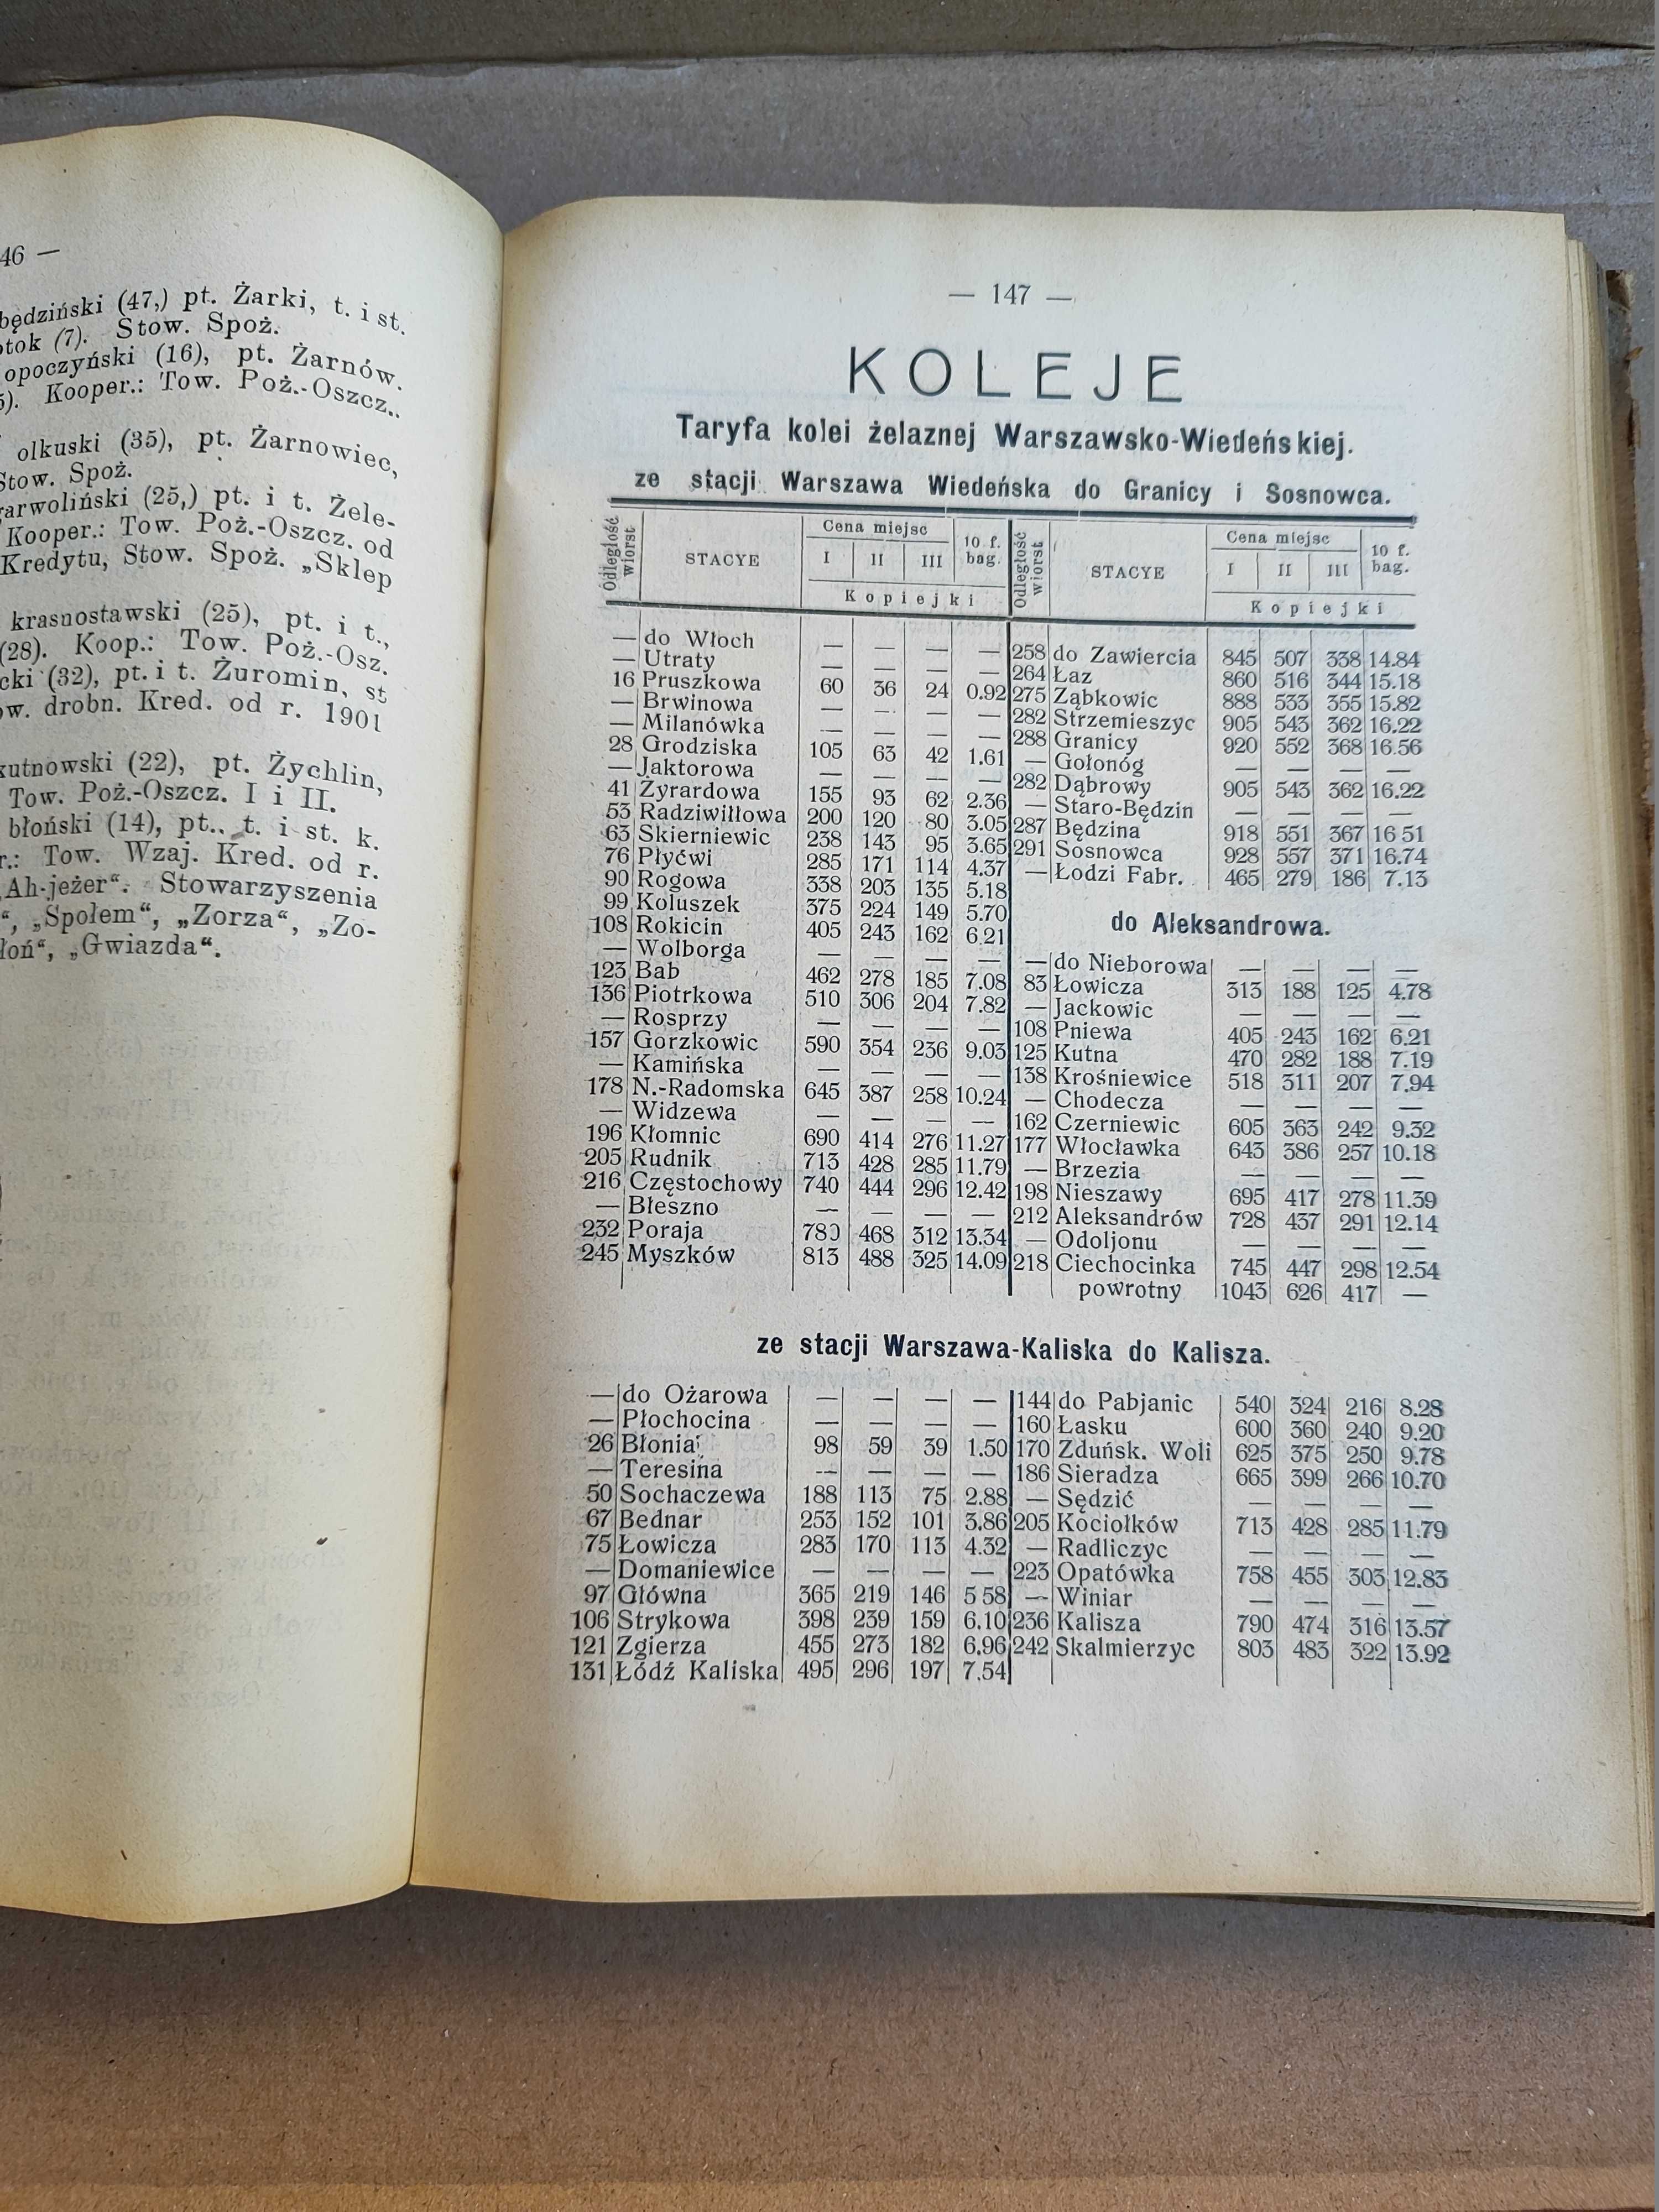 46 —
będziński (47,) pt. Żarki, t. i st.
otok (7). Stow. Spoż.
opoczyński (16), pt. Żarnów.
5). Kooper.: Tow. Poż.-Oszcz..
olkuski (35), pt. Żarnowiec,
Stow. Spoż.
garwoliński (25,) pt. i t. Żele-
Kooper.: Tow. Poż.-Oszcz. od
Kredytu, Stow. Spoż. „Sklep
krasnostawski (25), pt. i t.,
(28). Koop.: Tow. Poż.-Osz.
cki (32), pt. i t. Żuromin, st
ow. drobn. Kred. od r. 1901
kutnowski (22), pt. Żychlin,
Tow. Poż.-Oszcz. I i II.
błoński (14), pt., t. i st. k.
r.: Tow. Wzaj. Kred. od r.
„Ah-jeżer“. Stowarzyszenia
“, „Społem“, „Zorza“, „Zo-
łoń“, „Gwiazda“.
— 147 —
KOLEJE
Taryfa kolei żelaznej Warszawsko-Wiedeńskiej.
ze stacji Warszawa Wiedeńska do Granicy i Sosnowca.
Odległość wiorst STACYE Cena miejsc I II III 10 f. bag. Kopiejki
— do Włoch — — — —
— Utraty — — — —
16 Pruszkowa 60 36 24 0.92
— Brwinowa — — — —
— Milanówka — — — —
28 Grodziska 105 63 42 1.61
— Jaktorowa — — — —
41 Żyrardowa 155 93 62 2.36
53 Radziwiłłowa 200 120 80 3.05
63 Skierniewic 238 143 95 3.65
76 Płyćwi 285 171 114 4.37
90 Rogowa 338 203 135 5.18
99 Koluszek 375 224 149 5.70
108 Rokicin 405 243 162 6.21
— Wolborga — — — —
123 Bab 462 278 185 7.08
136 Piotrkowa 510 306 204 7.82
— Rosprzy — — — —
157 Gorzkowic 590 354 236 9.03
— Kamińska — — — —
178 N.-Radomska 645 387 258 10.24
— Widzewa — — — —
196 Kłomnic 690 414 276 11.27
205 Rudnik 713 428 285 11.79
216 Częstochowy 740 444 296 12.42
— Błeszno — — — —
232 Poraja 780 468 312 13.34
245 Myszków 813 488 325 14.09
Odległość wiorst STACYE Cena miejsc I II III 10 f. bag. Kopiejki
258 do Zawiercia 845 507 338 14.84
264 Łaz 860 516 344 15.18
275 Ząbkowic 888 533 355 15.82
282 Strzemieszyc 905 543 362 16.22
288 Granicy 920 552 368 16.56
— Gołonóg — — — —
282 Dąbrowy 905 543 362 16.22
— Staro-Będzin — — — —
287 Będzina 918 551 367 16 51
291 Sosnowca 928 557 371 16.74
— Łodzi Fabr. 465 279 186 7.13
do Aleksandrowa.
— do Nieborowa — — — —
83 Łowicza 313 188 125 4.78
— Jackowic — — — —
108 Pniewa 405 243 162 6.21
125 Kutna 470 282 188 7.19
138 Krośniewice 518 311 207 7.94
— Chodecza — — — —
162 Czerniewic 605 363 242 9.32
177 Włocławka 643 386 257 10.18
— Brzezia — — — —
198 Nieszawy 695 417 278 11.39
212 Aleksandrów 728 437 291 12.14
— Odoljonu — — — —
218 Ciechocinka 745 447 298 12.54
powrotny 1043 626 417 —
ze stacji Warszawa-Kaliska do Kalisza.
— do Ożarowa — — — —
— Płochocina — — — —
26 Błonia 98 59 39 1.50
— Teresina — — — —
50 Sochaczewa 188 113 75 2.88
67 Bednar 253 152 101 3.86
75 Łowicza 283 170 113 4.32
— Domaniewice — — — —
97 Główna 365 219 146 5 58
106 Strykowa 398 239 159 6.10
121 Zgierza 455 273 182 6.96
131 Łódź Kaliska 495 296 197 7.54
144 do Pabjanic 540 324 216 8.28
160 Łasku 600 360 240 9.20
170 Zduńsk. Woli 625 375 250 9.78
186 Sieradza 665 399 266 10.70
— Sędzić — — — —
205 Kociołków 713 428 285 11.79
— Radliczyc — — — —
223 Opatówka 758 455 303 12.83
— Winiar — — — —
236 Kalisza 790 474 316 13.57
242 Skalmierzyc 803 483 322 13.92